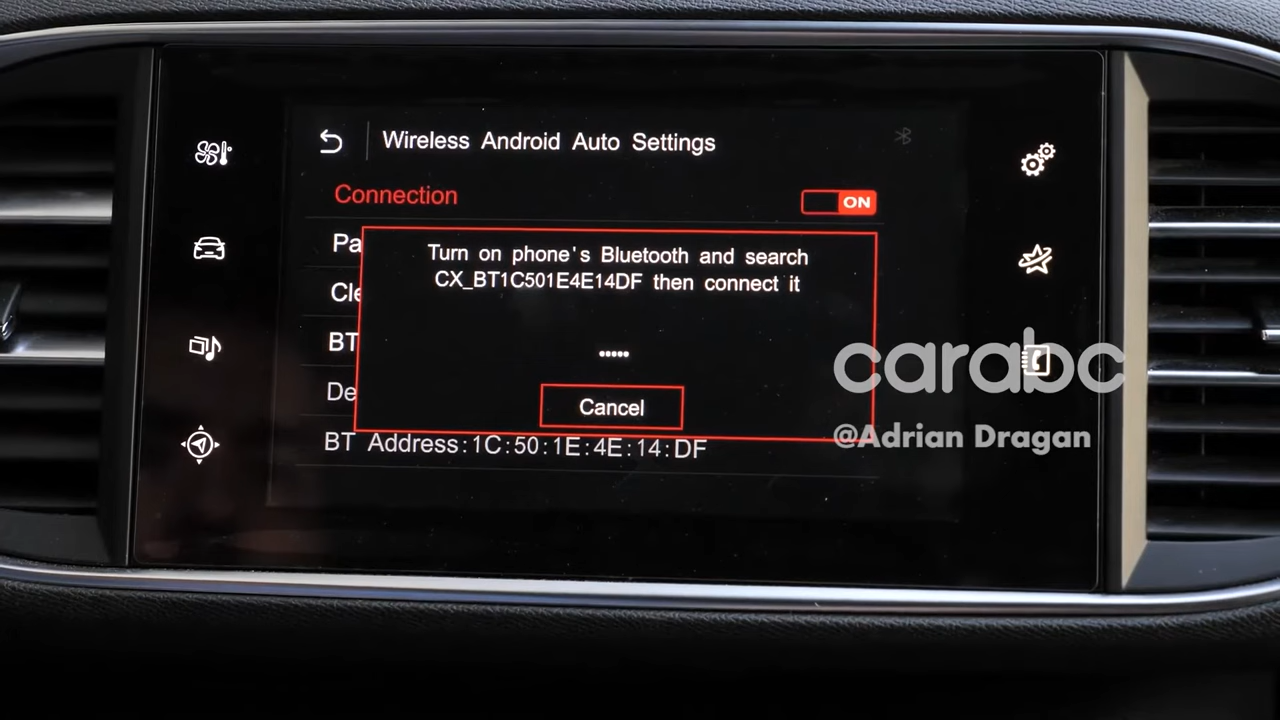 Wireless Android Auto Settings
Connection
ON
Pa
Turn on phone's Bluetooth and search
CX_BT1C501E4E14DF then connect it
Cle
BT
.....
De
Cancel
BT Address:1C:50:1E:4E:14:DF
carabc
@Adrian Dragan